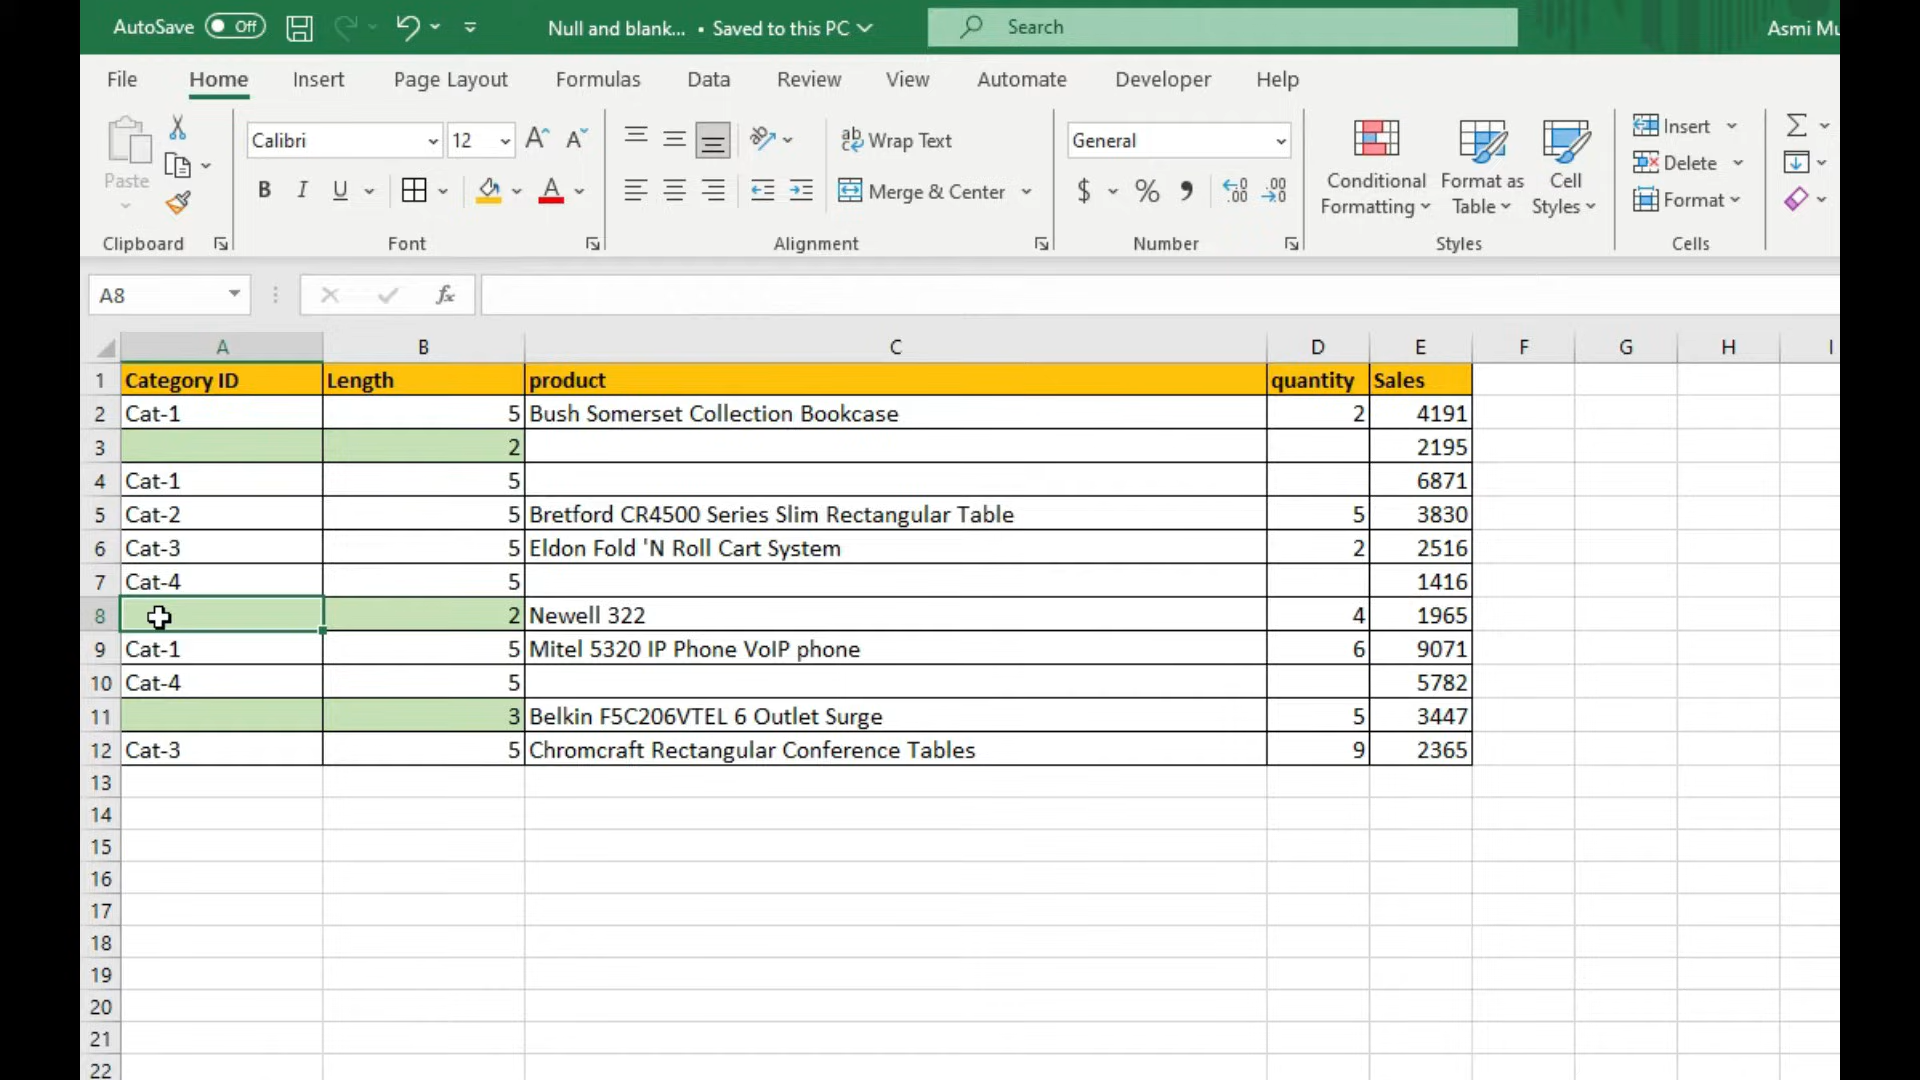 AutoSave Off Null and blank... • Saved to this PC Search Asmi Mu
File Home Insert Page Layout Formulas Data Review View Automate Developer Help
Paste Calibri 12 Wrap Text General Conditional Formatting Format as Table Cell Styles Insert
B I U Merge & Center $ % Delete
Format
Clipboard Font Alignment Number Styles Cells
A8 fx
A B C D E F G H I
1 Category ID Length product quantity Sales
2 Cat-1 5 Bush Somerset Collection Bookcase 2 4191
3 2 2195
4 Cat-1 5 6871
5 Cat-2 5 Bretford CR4500 Series Slim Rectangular Table 5 3830
6 Cat-3 5 Eldon Fold 'N Roll Cart System 2 2516
7 Cat-4 5 1416
8 2 Newell 322 4 1965
9 Cat-1 5 Mitel 5320 IP Phone VoIP phone 6 9071
10 Cat-4 5 5782
11 3 Belkin F5C206VTEL 6 Outlet Surge 5 3447
12 Cat-3 5 Chromcraft Rectangular Conference Tables 9 2365
13
14
15
16
17
18
19
20
21
22